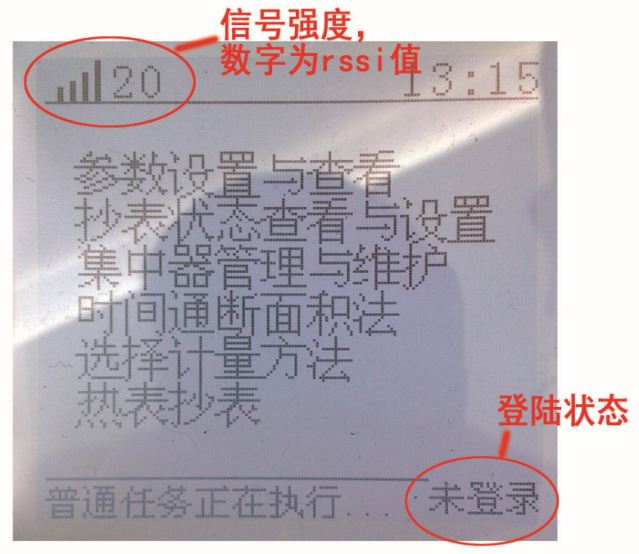 信号强度，
数字为rssi值
20 13:15
参数设置与查看
抄表状态查看与设置
集中器管理与维护
时间通断面积法
选择计量方法
热表抄表
登陆状态
普通任务正在执行... 未登录